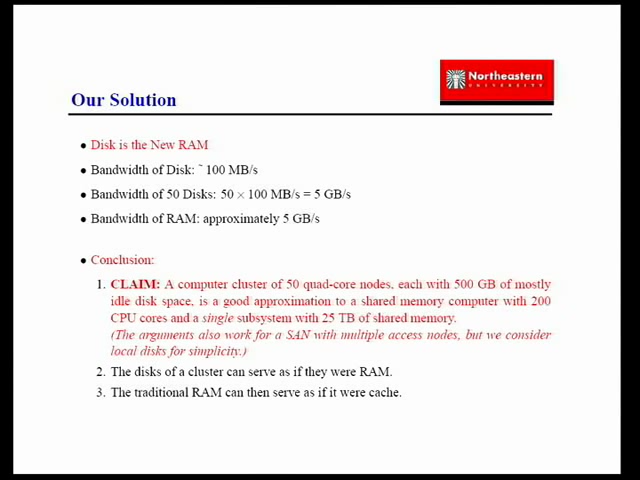 Northeastern
UNIVERSITY
Our Solution
• Disk is the New RAM
• Bandwidth of Disk: ~ 100 MB/s
• Bandwidth of 50 Disks: 50 × 100 MB/s = 5 GB/s
• Bandwidth of RAM: approximately 5 GB/s
• Conclusion:
1. CLAIM: A computer cluster of 50 quad-core nodes, each with 500 GB of mostly
idle disk space, is a good approximation to a shared memory computer with 200
CPU cores and a single subsystem with 25 TB of shared memory.
(The arguments also work for a SAN with multiple access nodes, but we consider
local disks for simplicity.)
2. The disks of a cluster can serve as if they were RAM.
3. The traditional RAM can then serve as if it were cache.